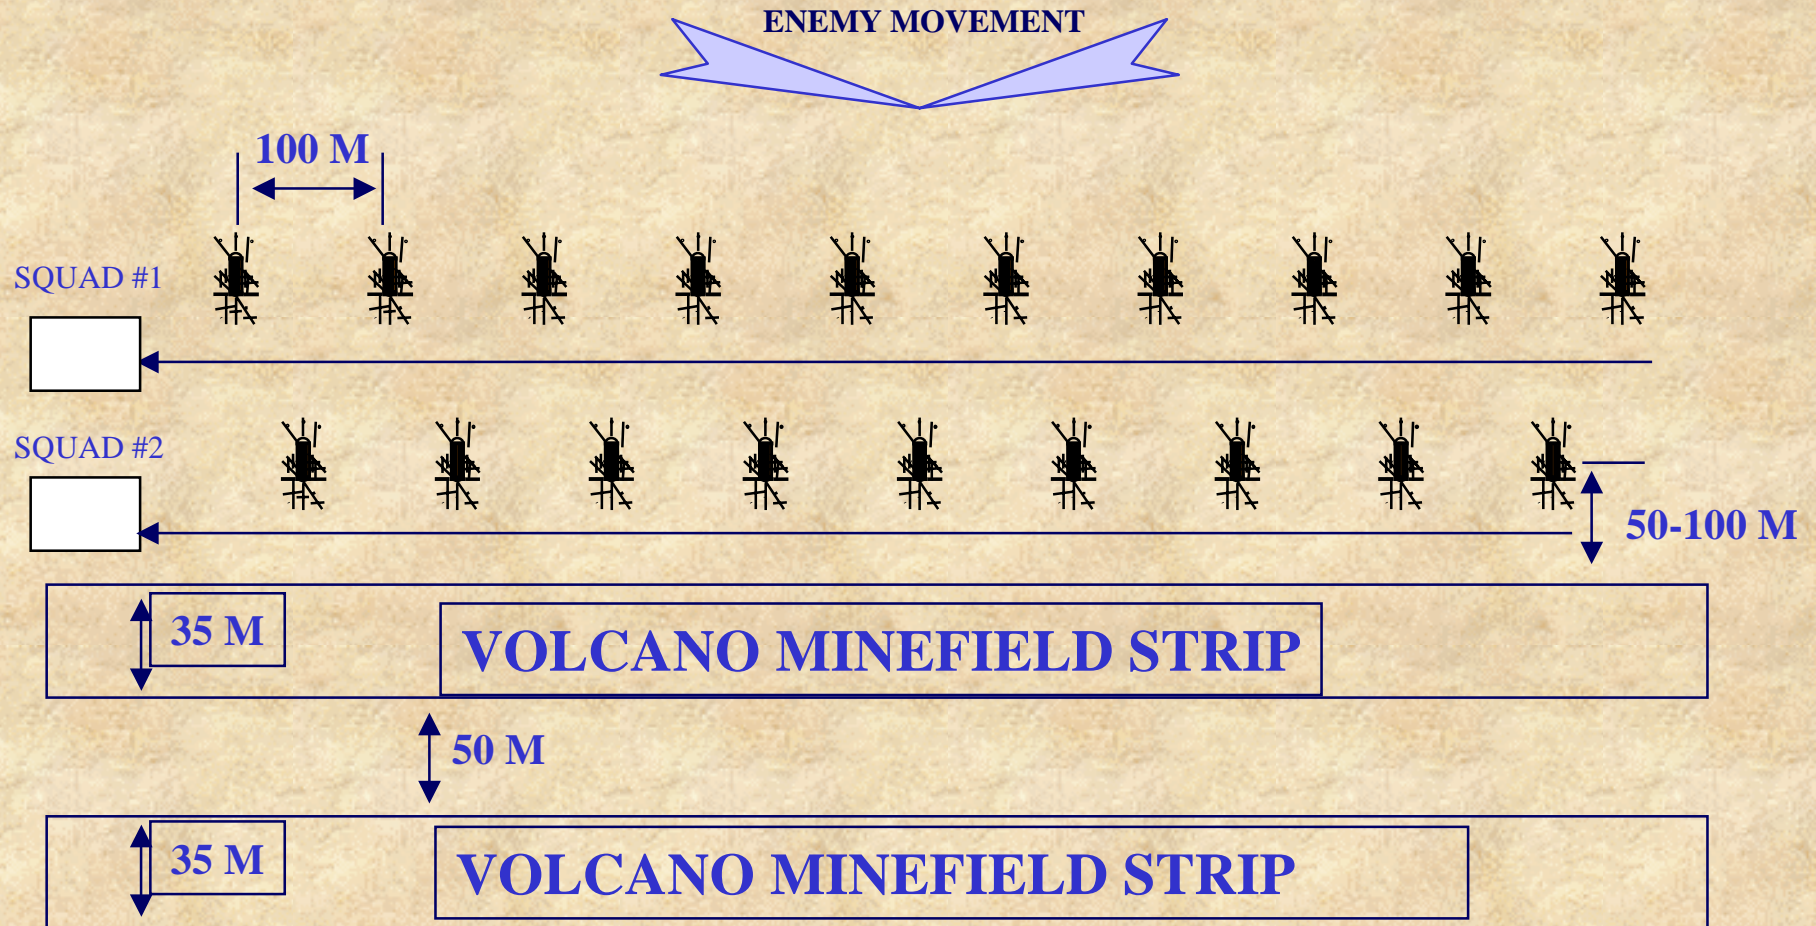 ENEMY MOVEMENT
100 M
SQUAD #1
SQUAD #2
50-100 M
35 M
VOLCANO MINEFIELD STRIP
50 M
35 M
VOLCANO MINEFIELD STRIP